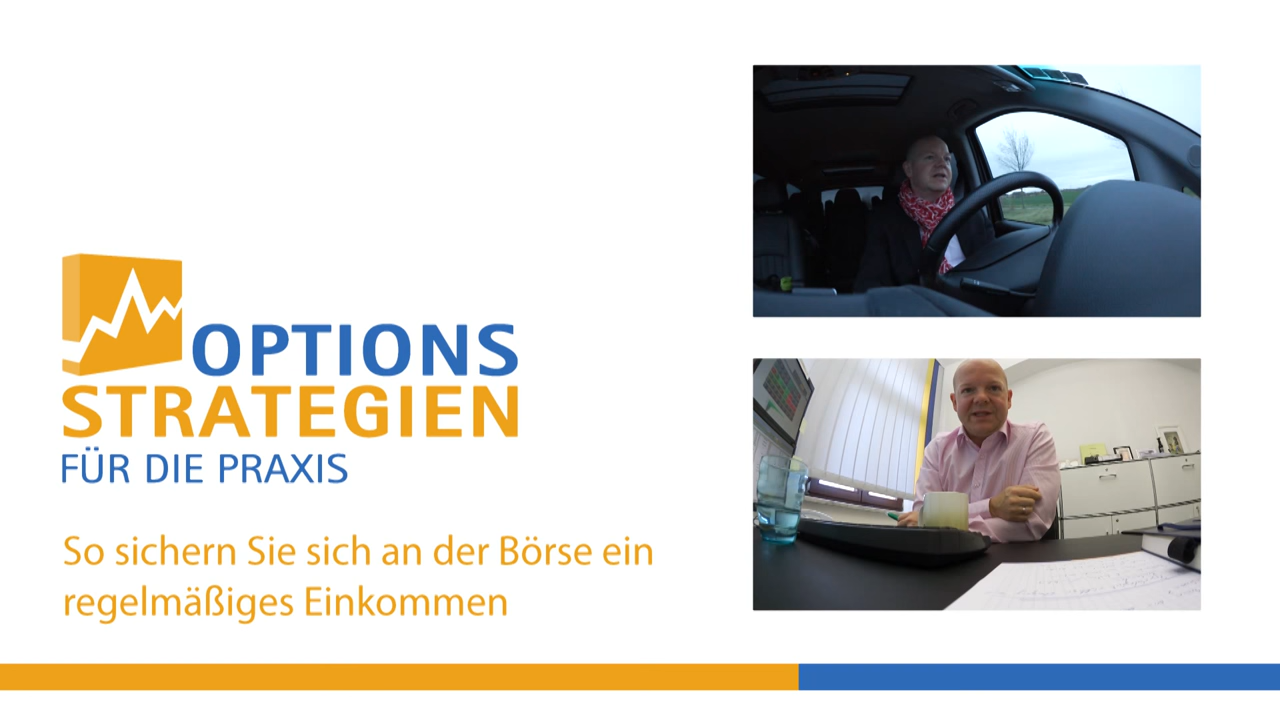 OPTIONS
STRATEGIEN
FÜR DIE PRAXIS
So sichern Sie sich an der Börse ein
regelmäßiges Einkommen